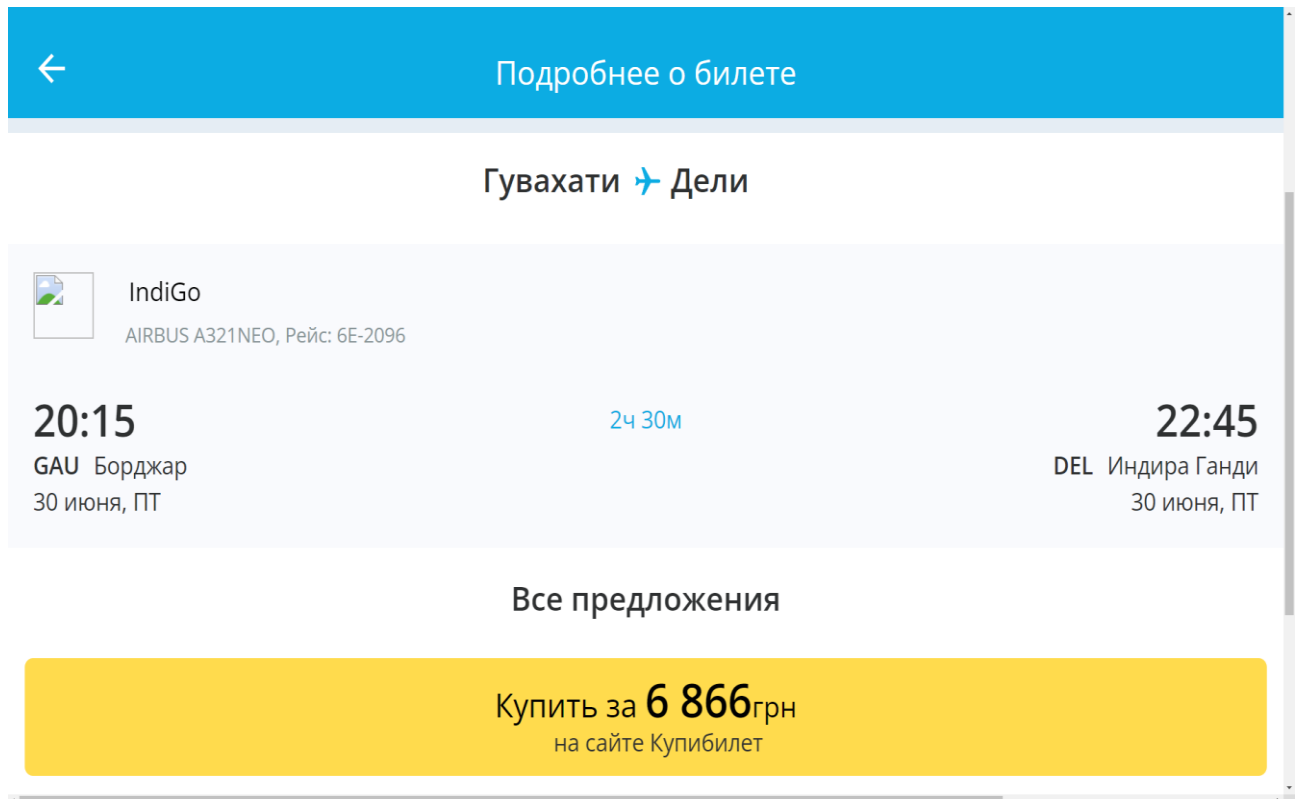 Подробнее о билете
Гувахати Дели
IndiGo
AIRBUS A321NEO, Рейс: 6E-2096
20:15 2ч 30м 22:45
GAU Борджар DEL Индира Ганди
30 июня, ПТ 30 июня, ПТ
Все предложения
Купить за 6 866грн
на сайте Купибилет